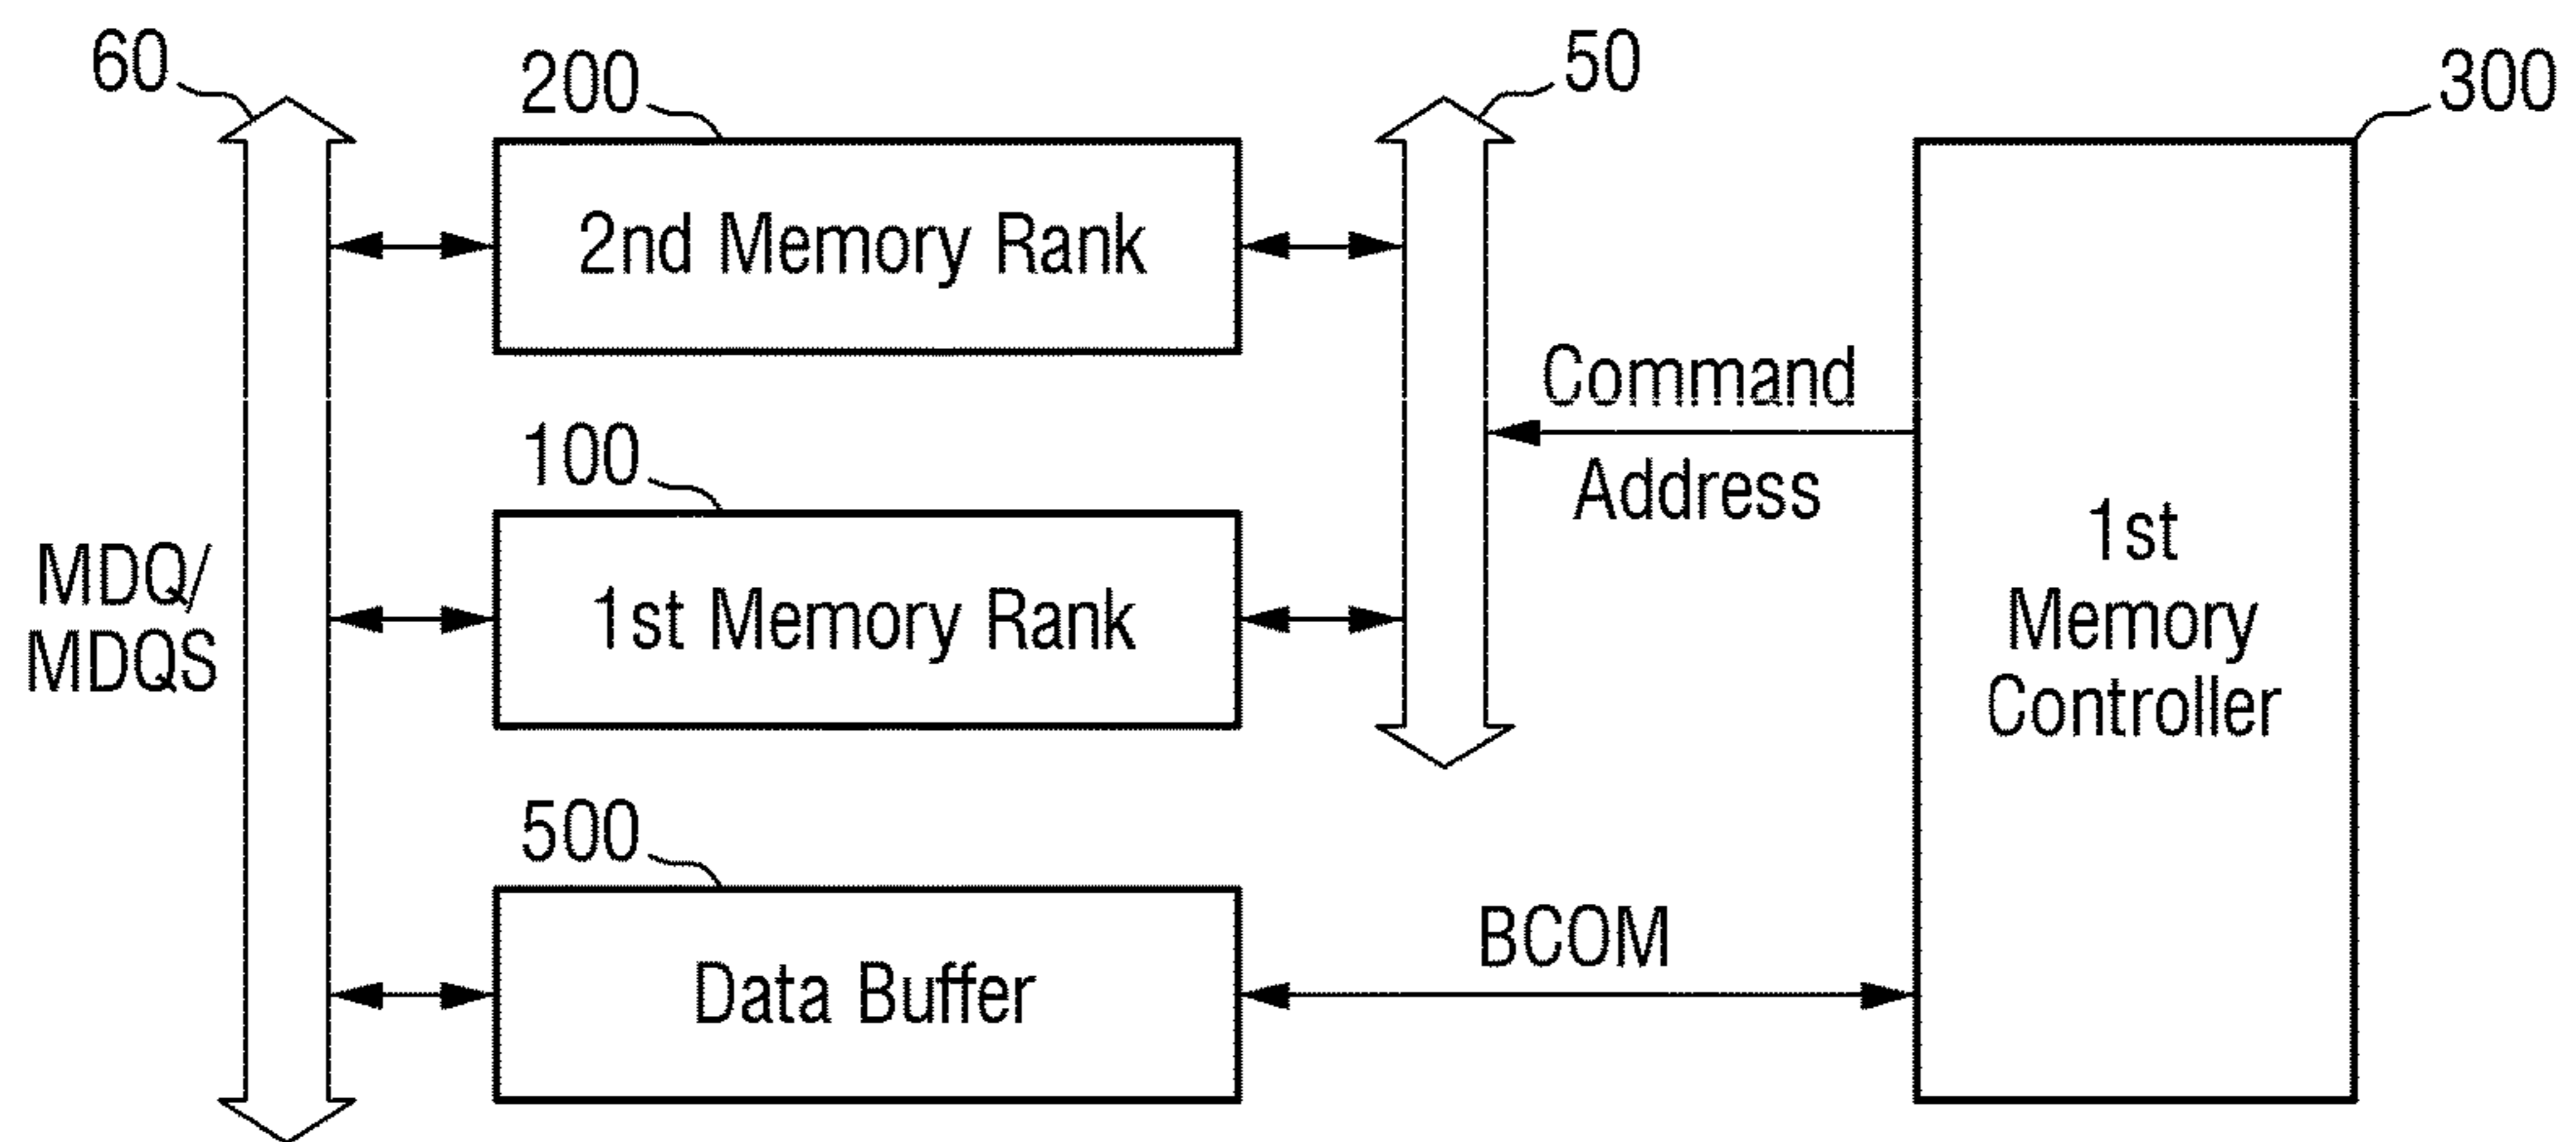 60
200
50
300
2nd Memory Rank
Command
Address
100
1st Memory Rank
MDQ/
MDQS
1st
Memory
Controller
500
Data Buffer
BCOM